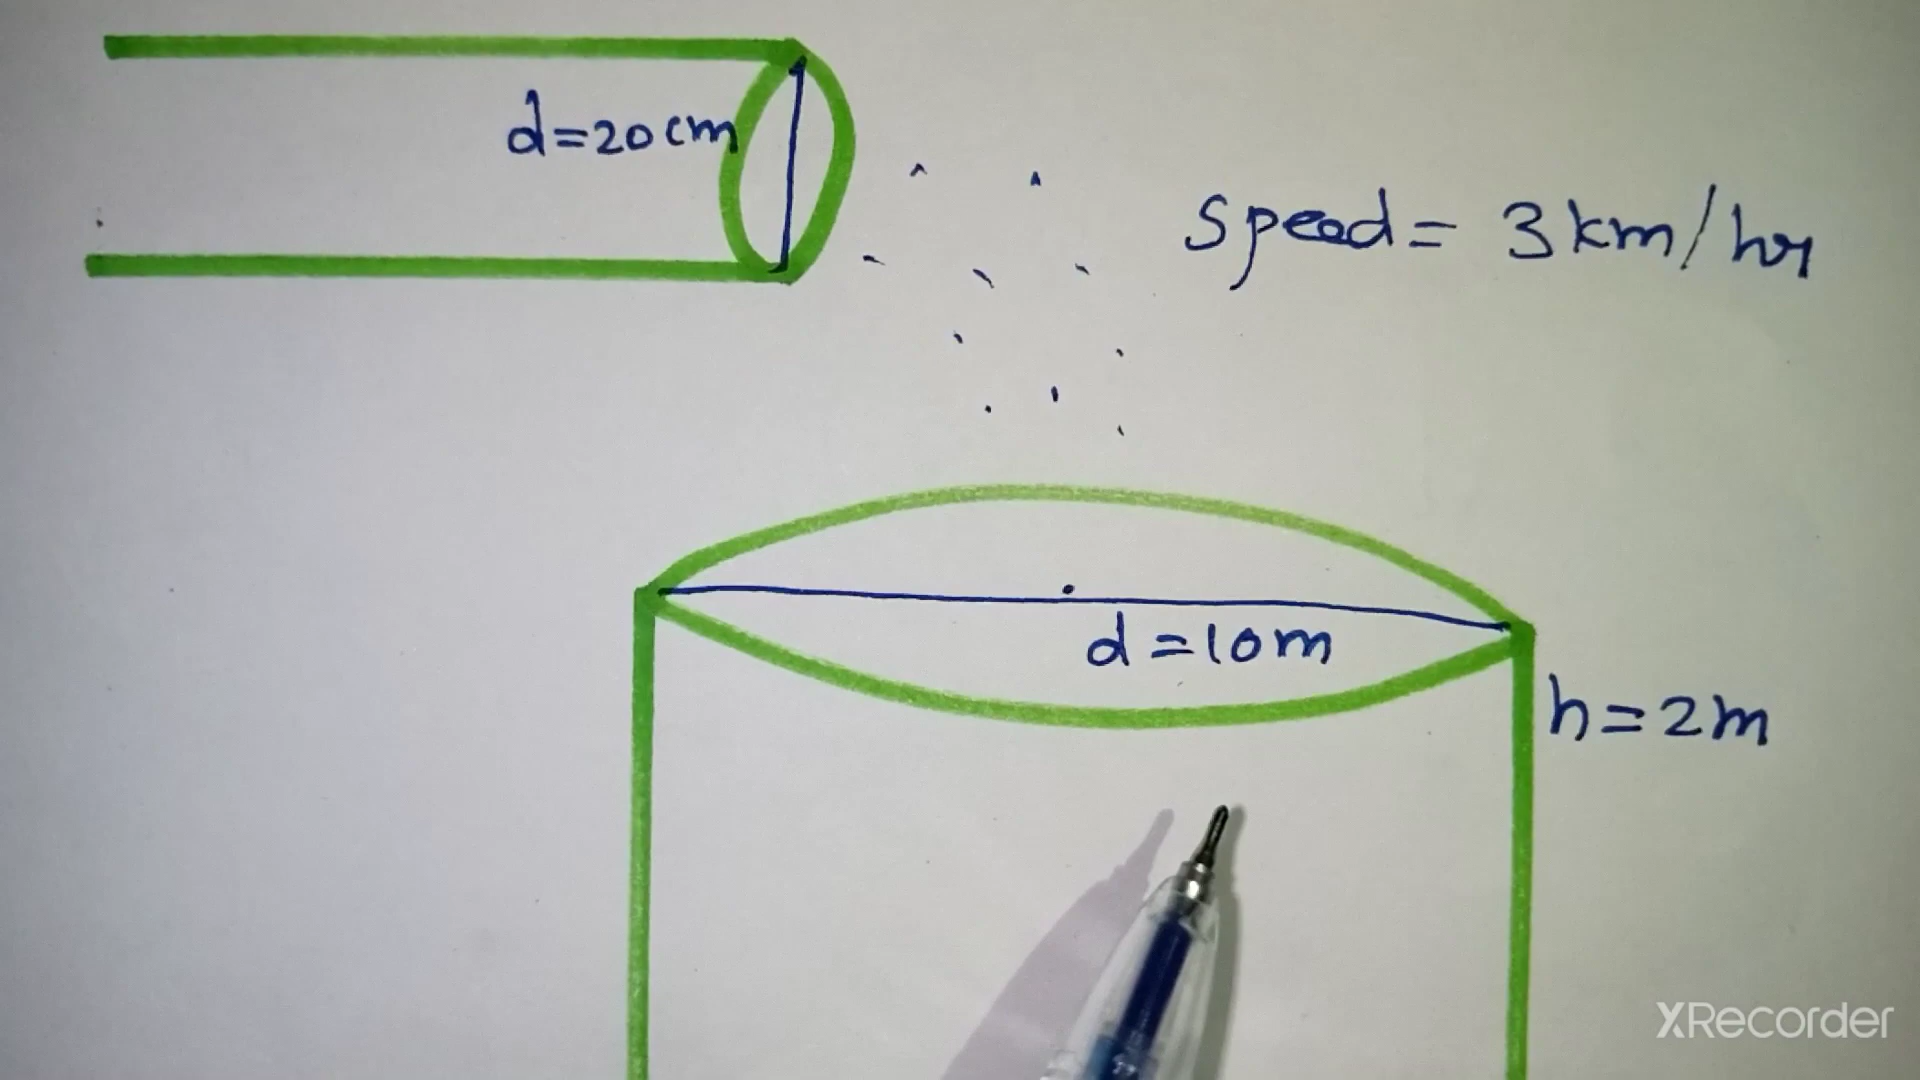 d=20cm
Speed= 3km/hr
d=10m
h=2m
XRecorder